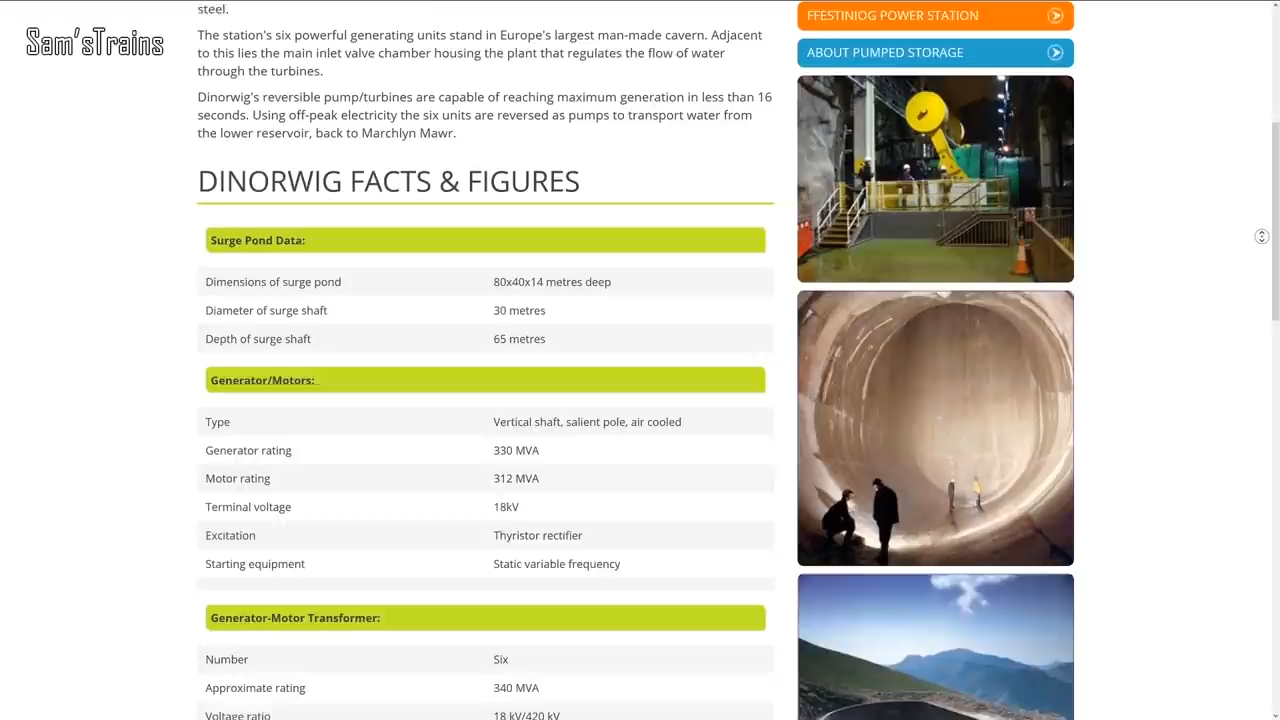 steel.
Sam'sTrains
The station's six powerful generating units stand in Europe's largest man-made cavern. Adjacent
to this lies the main inlet valve chamber housing the plant that regulates the flow of water
through the turbines.
Dinorwig's reversible pump/turbines are capable of reaching maximum generation in less than 16
seconds. Using off-peak electricity the six units are reversed as pumps to transport water from
the lower reservoir, back to Marchlyn Mawr.
DINORWIG FACTS & FIGURES
Surge Pond Data:
Dimensions of surge pond 80x40x14 metres deep
Diameter of surge shaft 30 metres
Depth of surge shaft 65 metres
Generator/Motors:
Type Vertical shaft, salient pole, air cooled
Generator rating 330 MVA
Motor rating 312 MVA
Terminal voltage 18kV
Excitation Thyristor rectifier
Starting equipment Static variable frequency
Generator-Motor Transformer:
Number Six
Approximate rating 340 MVA
Voltage ratio 18 kV/420 kV
FFESTINIOG POWER STATION
ABOUT PUMPED STORAGE